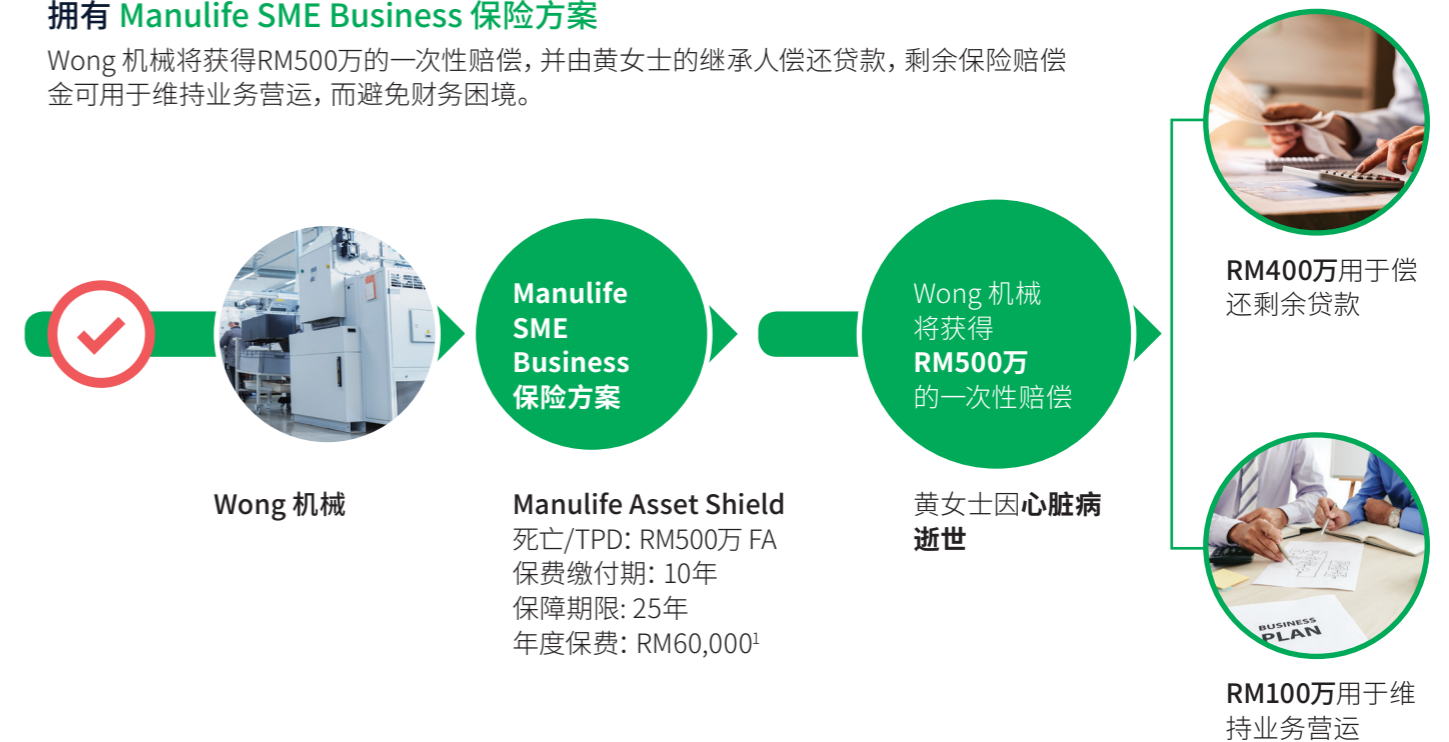 拥有 Manulife SME Business 保险方案
Wong 机械将获得RM500万的一次性赔偿，并由黄女士的继承人偿还贷款，剩余保险赔偿
金可用于维持业务营运，而避免财务困境。
Manulife
SME
Business
保险方案
Wong 机械
将获得
RM500万
的一次性赔偿
RM400万用于偿
还剩余贷款
Wong 机械
Manulife Asset Shield
死亡/TPD：RM500万 FA
保费缴付期：10年
保障期限: 25年
年度保费：RM60,000¹
黄女士因心脏病
逝世
BUSINESS
PLAN
RM100万用于维
持业务营运